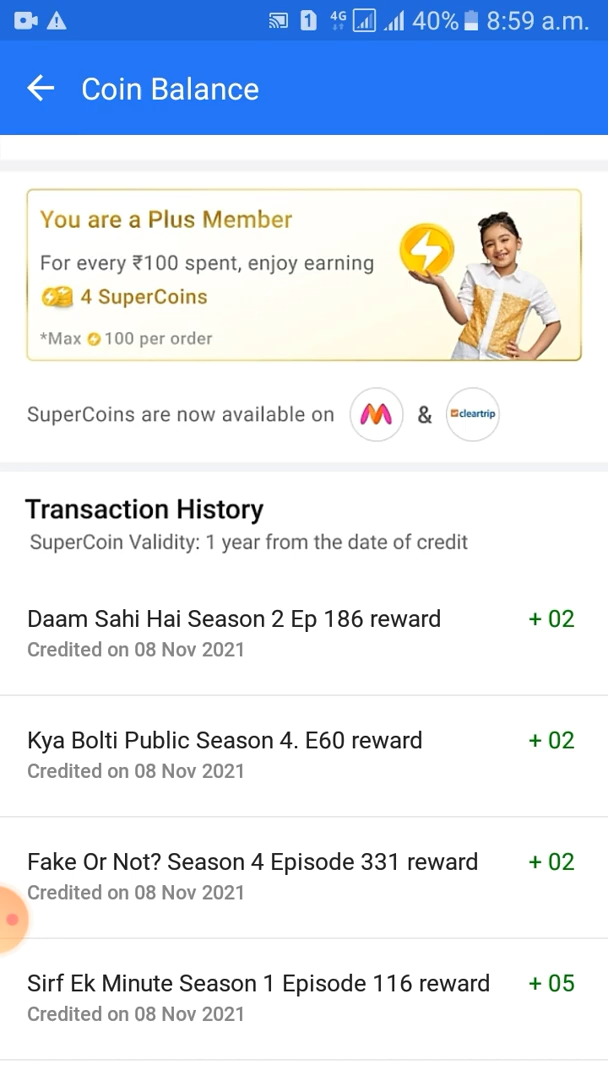 1 4G 40% 8:59 a.m.
Coin Balance
You are a Plus Member
For every ₹100 spent, enjoy earning
4 SuperCoins
*Max 100 per order
SuperCoins are now available on & cleartrip
Transaction History
SuperCoin Validity: 1 year from the date of credit
Daam Sahi Hai Season 2 Ep 186 reward + 02
Credited on 08 Nov 2021
Kya Bolti Public Season 4. E60 reward + 02
Credited on 08 Nov 2021
Fake Or Not? Season 4 Episode 331 reward + 02
Credited on 08 Nov 2021
Sirf Ek Minute Season 1 Episode 116 reward + 05
Credited on 08 Nov 2021